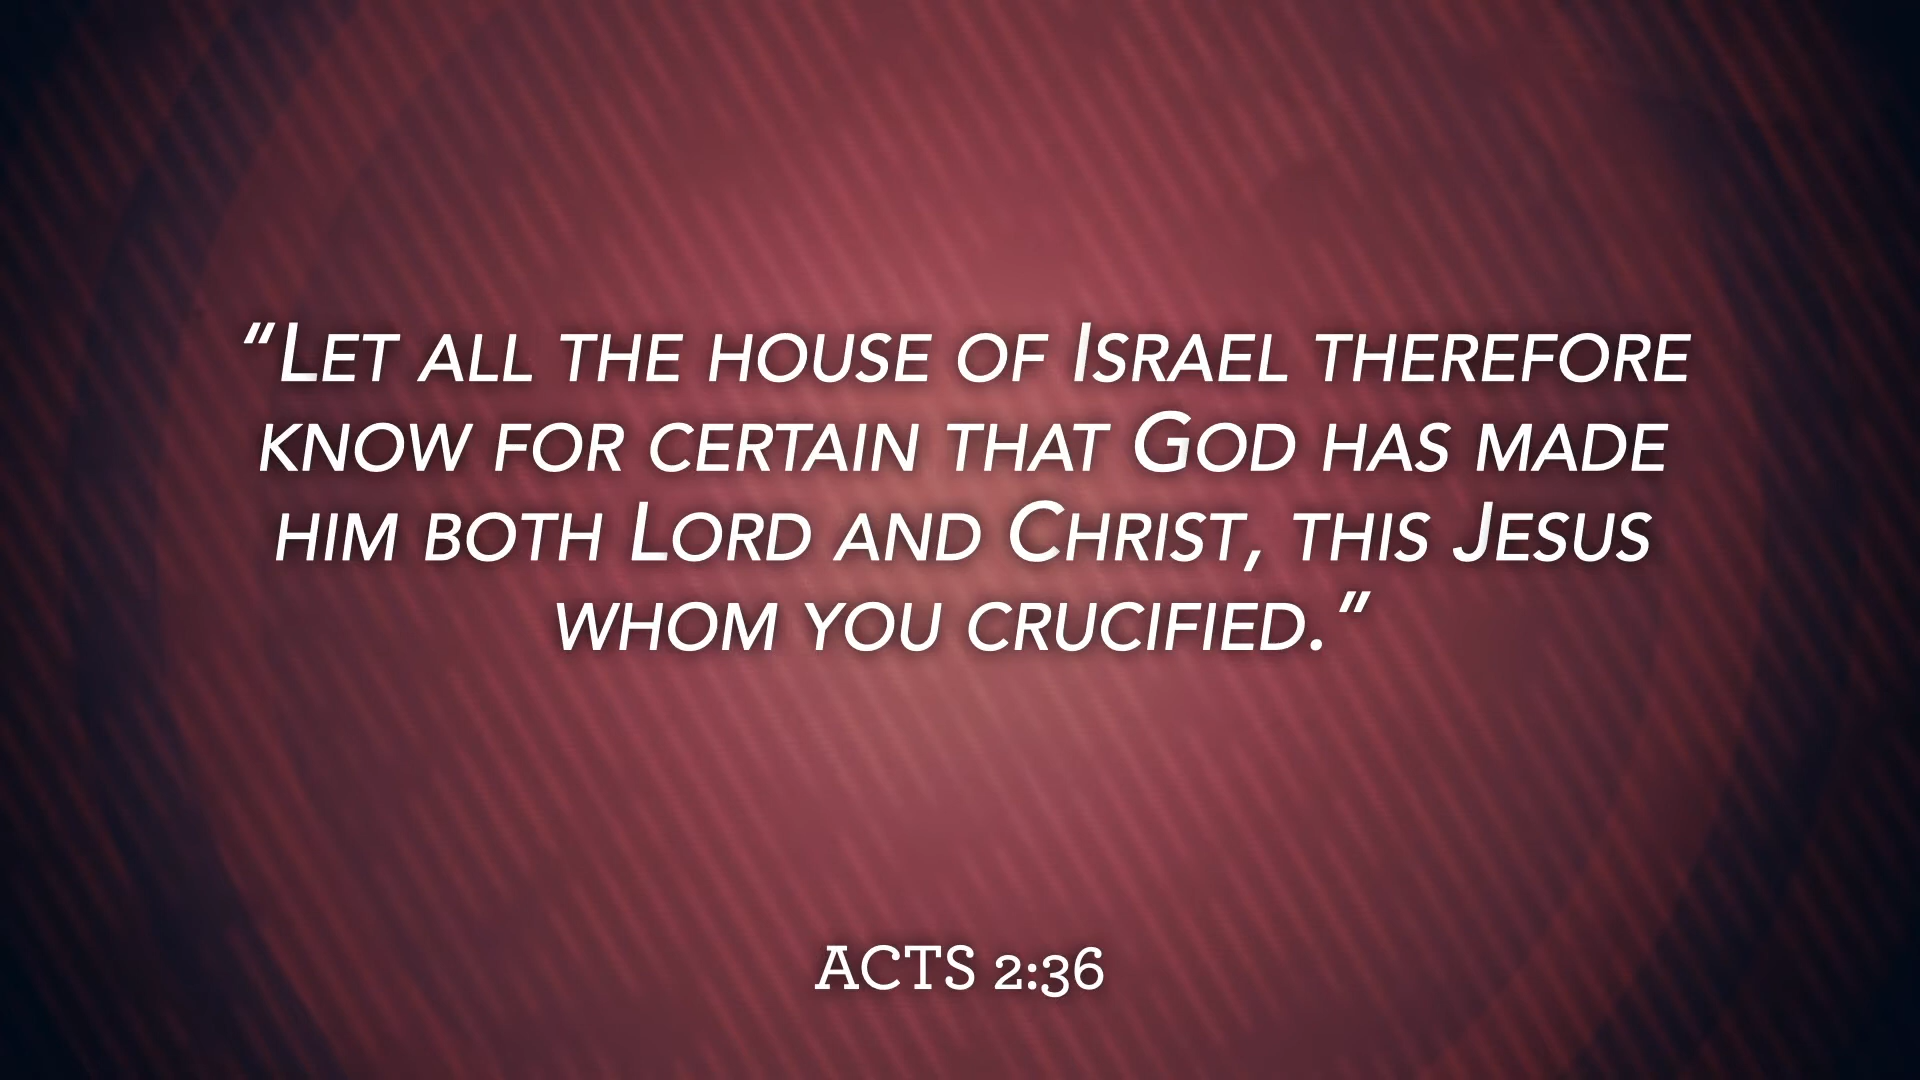 “Let all the house of Israel therefore
know for certain that God has made
him both Lord and Christ, this Jesus
whom you crucified.”
ACTS 2:36